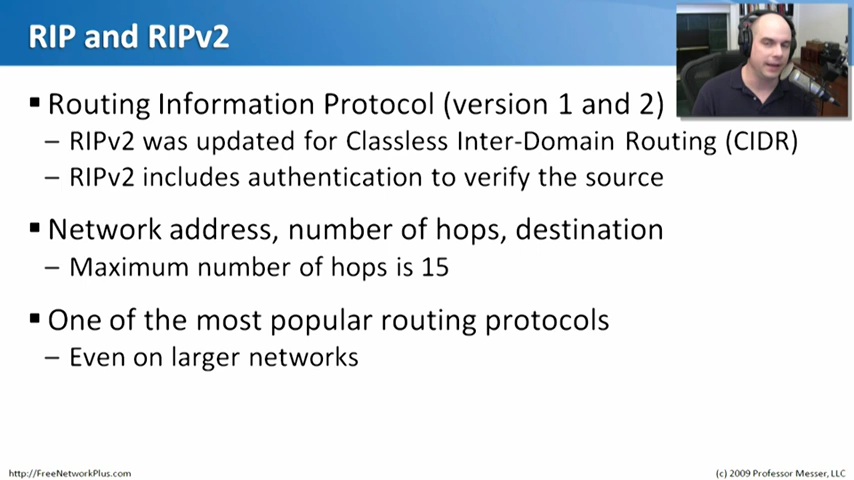 RIP and RIPv2
▪ Routing Information Protocol (version 1 and 2)
– RIPv2 was updated for Classless Inter-Domain Routing (CIDR)
– RIPv2 includes authentication to verify the source
▪ Network address, number of hops, destination
– Maximum number of hops is 15
▪ One of the most popular routing protocols
– Even on larger networks
http://FreeNetworkPlus.com
(c) 2009 Professor Messer, LLC